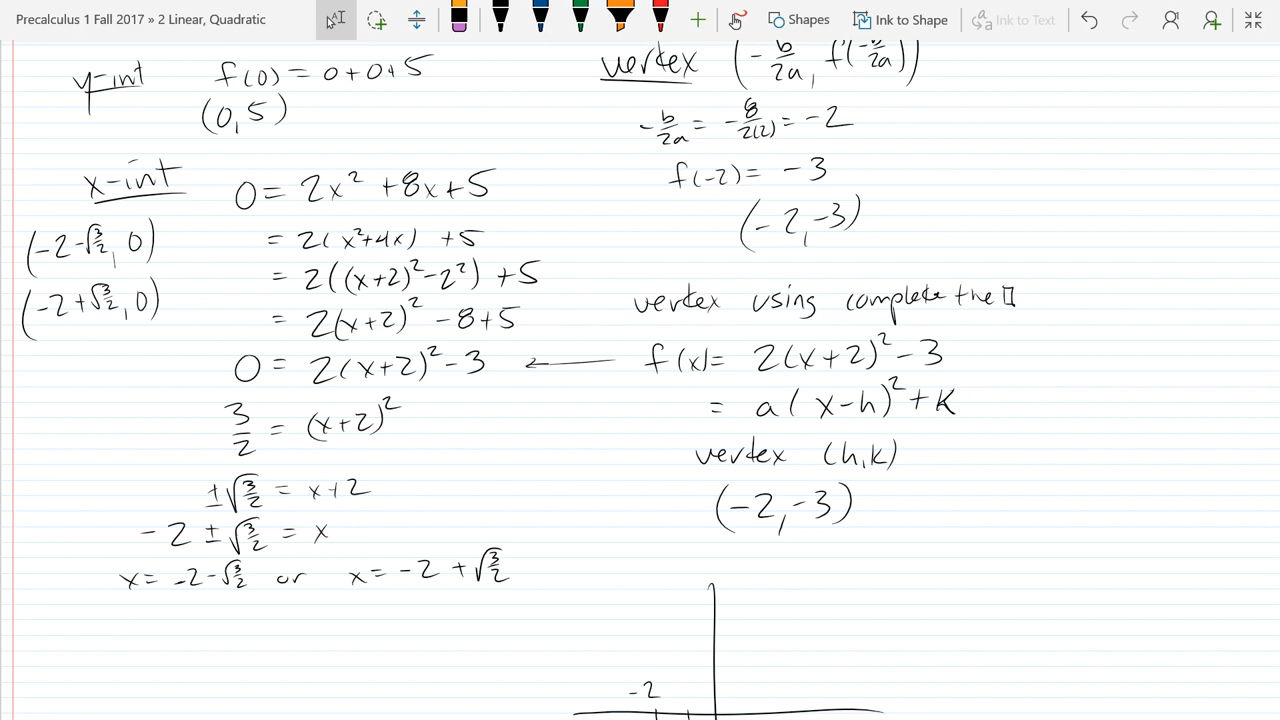 Precalculus 1 Fall 2017 » 2 Linear, Quadratic
Shapes
Ink to Shape
Ink to Text
y-int f(0) = 0+0+5
(0,5)
x-int 0 = 2x² + 8x + 5
= 2(x²+4x) + 5
= 2((x+2)² - 2²) + 5
= 2(x+2)² - 8 + 5
0 = 2(x+2)² - 3
3/2 = (x+2)²
±√3/2 = x+2
-2 ± √3/2 = x
x = -2 - √3/2 or x = -2 + √3/2
(-2 - √3/2, 0)
(-2 + √3/2, 0)
vertex (-b/2a, f(-b/2a))
-b/2a = -8/2(2) = -2
f(-2) = -3
(-2, -3)
vertex using complete the □
f(x) = 2(x+2)² - 3
= a(x-h)² + k
vertex (h,k)
(-2, -3)
-2